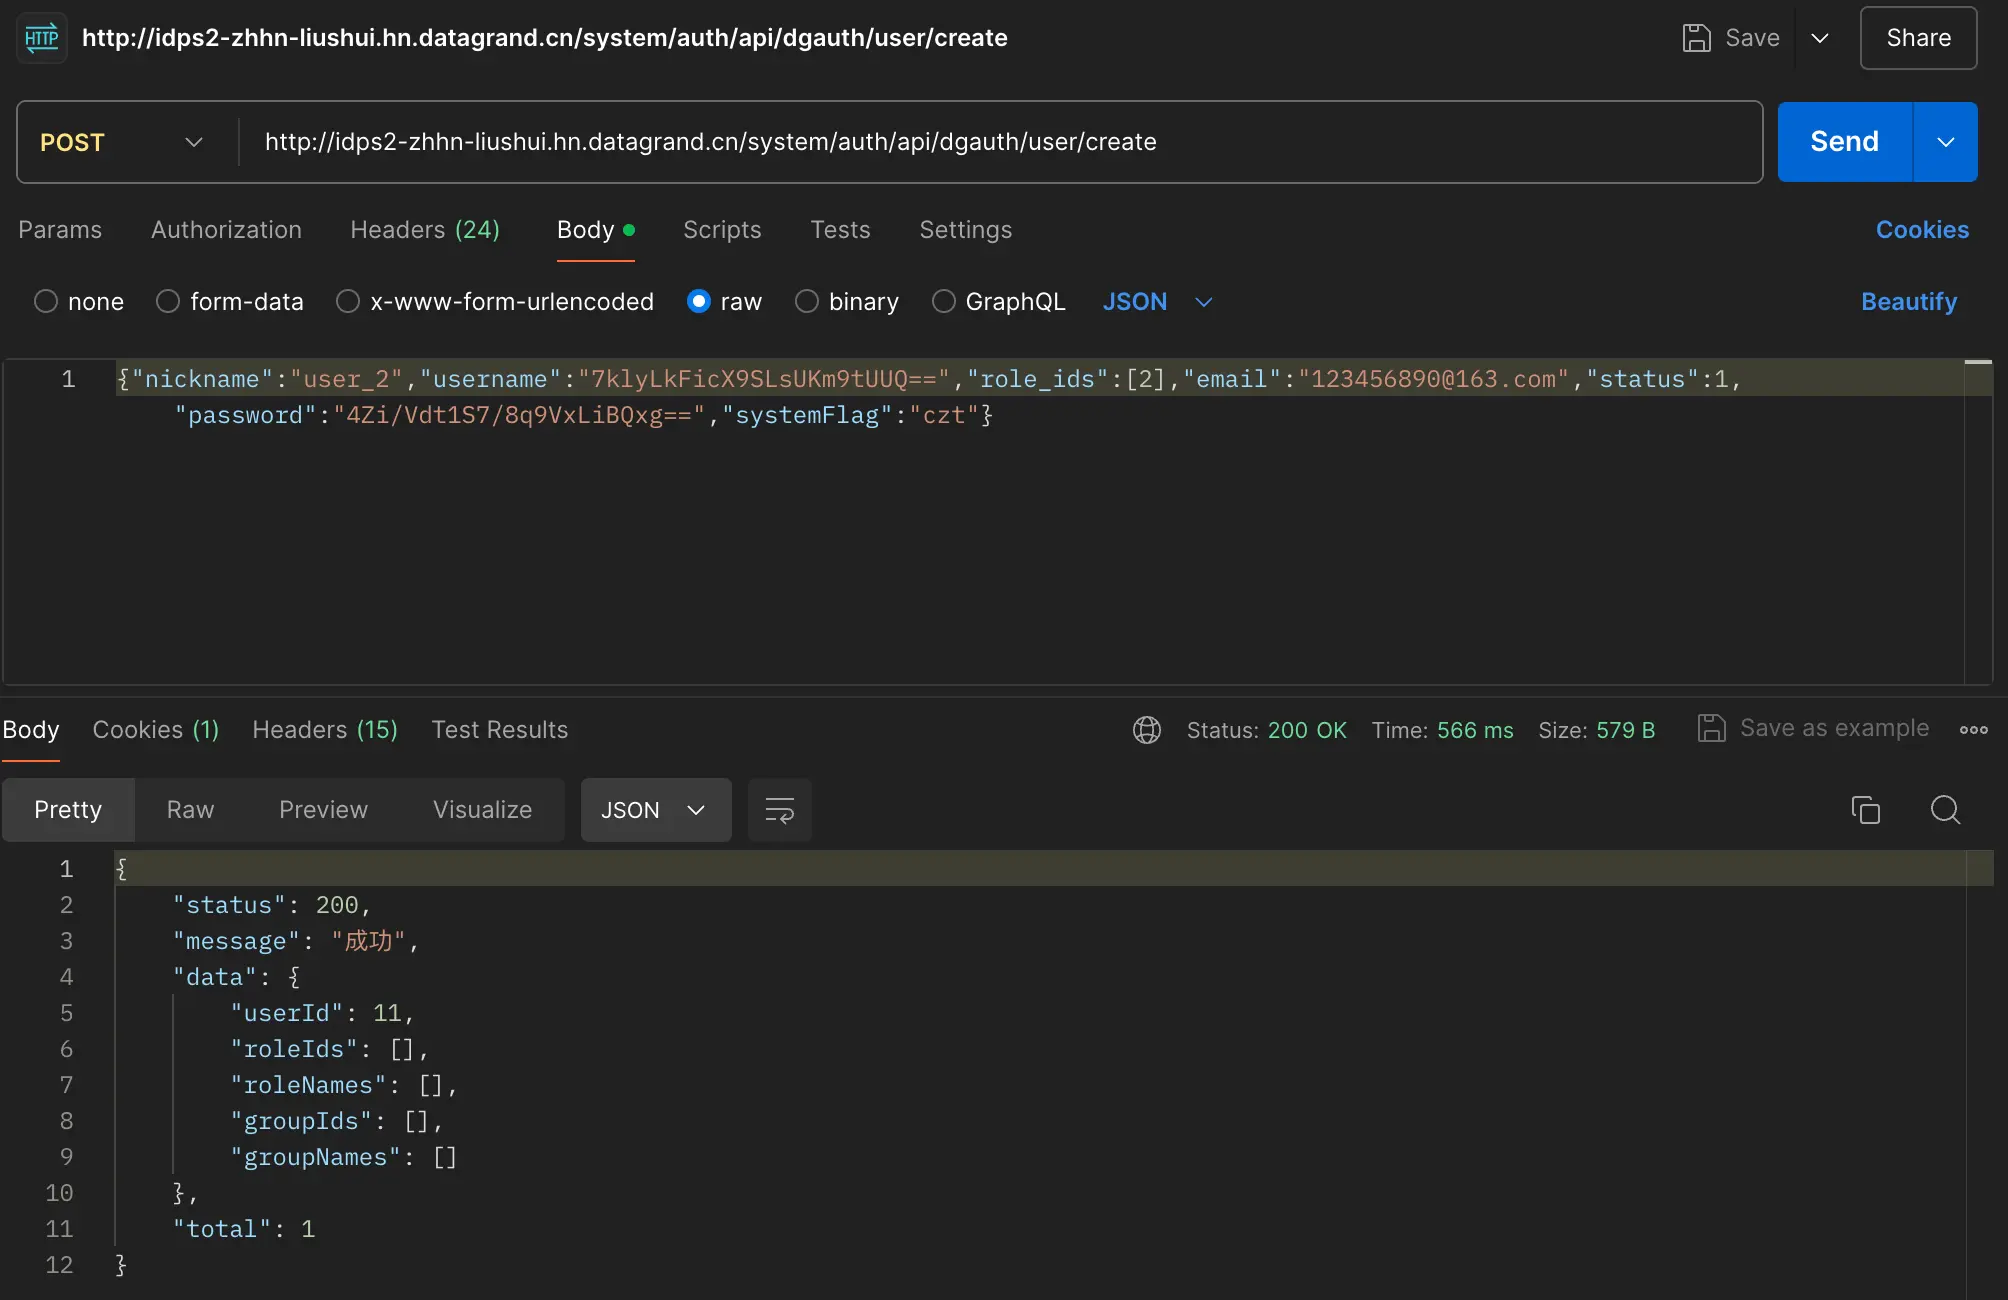 HTTP http://idps2-zhhn-liushui.hn.datagrand.cn/system/auth/api/dgauth/user/create Save Share
POST http://idps2-zhhn-liushui.hn.datagrand.cn/system/auth/api/dgauth/user/create Send
Params Authorization Headers (24) Body Scripts Tests Settings Cookies
none form-data x-www-form-urlencoded raw binary GraphQL JSON Beautify
1 {"nickname":"user_2","username":"7klyLkFicX9SLsUKm9tUUQ==","role_ids":[2],"email":"123456890@163.com","status":1,
"password":"4Zi/Vdt1S7/8q9VxLiBQxg==","systemFlag":"czt"}
Body Cookies (1) Headers (15) Test Results Status: 200 OK Time: 566 ms Size: 579 B Save as example
Pretty Raw Preview Visualize JSON
1 {
2 "status": 200,
3 "message": "成功",
4 "data": {
5 "userId": 11,
6 "roleIds": [],
7 "roleNames": [],
8 "groupIds": [],
9 "groupNames": []
10 },
11 "total": 1
12 }